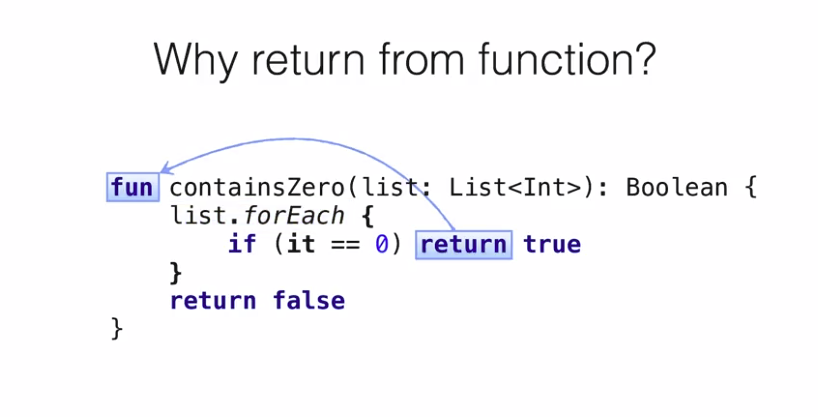 Why return from function?
fun containsZero(list: List<Int>): Boolean {
    list.forEach {
        if (it == 0) return true
    }
    return false
}